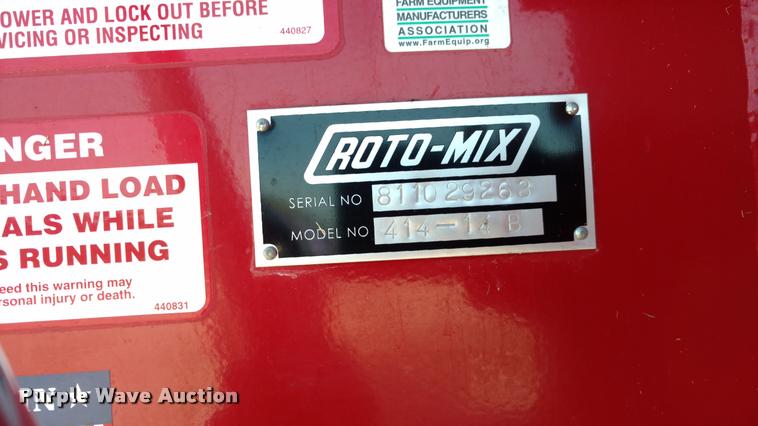 OWER AND LOCK OUT BEFORE
VICING OR INSPECTING
440827
FARM EQUIPMENT
MANUFACTURERS
ASSOCIATION
www.FarmEquip.org
NGER
HAND LOAD
ALS WHILE
S RUNNING
eed this warning may
rsonal injury or death.
440831
ROTO-MIX
SERIAL NO 811029263
MODEL NO 414-14 B
Purple Wave Auction